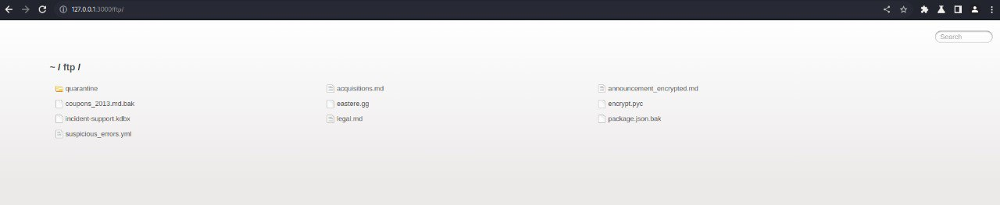 127.0.0.1:3000/ftp/
Search
~ / ftp /
quarantine acquisitions.md announcement_encrypted.md
coupons_2013.md.bak eastere.gg encrypt.pyc
incident-support.kdbx legal.md package.json.bak
suspicious_errors.yml